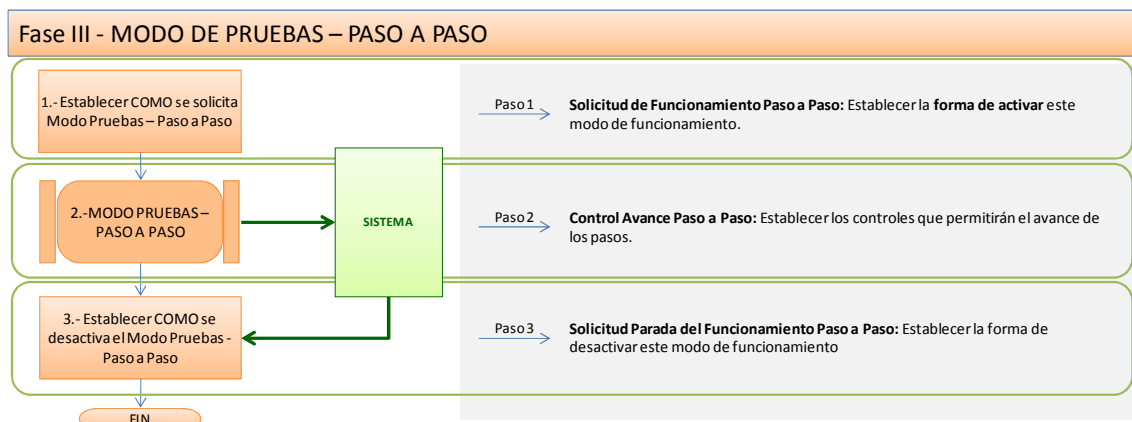 Fase III - MODO DE PRUEBAS – PASO A PASO
1.- Establecer COMO se solicita
Modo Pruebas – Paso a Paso
Paso 1
Solicitud de Funcionamiento Paso a Paso: Establecer la forma de activar este
modo de funcionamiento.
2.-MODO PRUEBAS –
PASO A PASO
SISTEMA
Paso 2
Control Avance Paso a Paso: Establecer los controles que permitirán el avance de
los pasos.
3.- Establecer COMO se
desactiva el Modo Pruebas -
Paso a Paso
Paso 3
Solicitud Parada del Funcionamiento Paso a Paso: Establecer la forma de
desactivar este modo de funcionamiento
FIN